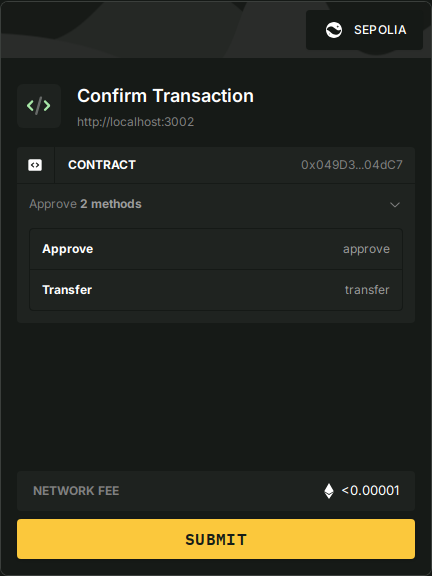 SEPOLIA
Confirm Transaction
http://localhost:3002
CONTRACT 0x049D3...04dC7
Approve 2 methods
Approve approve
Transfer transfer
NETWORK FEE <0.00001
SUBMIT